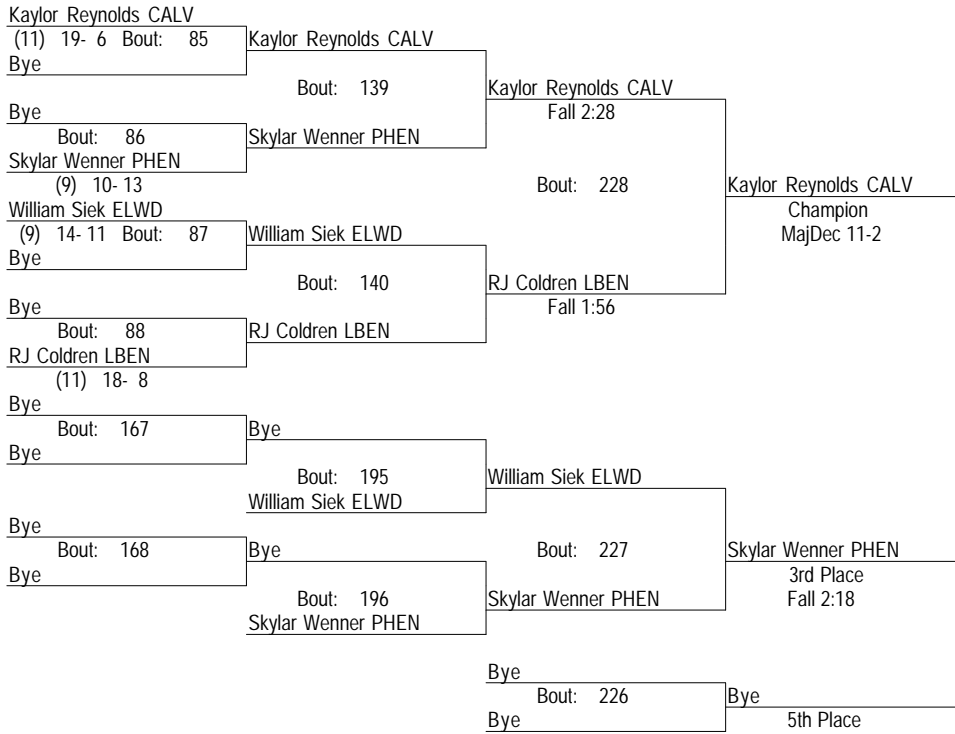 Kaylor Reynolds CALV
(11) 19- 6 Bout: 85
Kaylor Reynolds CALV
Bye
Bout: 139
Kaylor Reynolds CALV
Fall 2:28
Bye
Bout: 86
Skylar Wenner PHEN
Skylar Wenner PHEN
(9) 10- 13
Bout: 228
Kaylor Reynolds CALV
Champion
MajDec 11-2
William Siek ELWD
(9) 14- 11 Bout: 87
William Siek ELWD
Bye
Bout: 140
RJ Coldren LBEN
Fall 1:56
Bye
Bout: 88
RJ Coldren LBEN
RJ Coldren LBEN
(11) 18- 8
Bye
Bout: 167
Bye
Bye
Bout: 195
William Siek ELWD
William Siek ELWD
Bye
Bout: 168
Bye
Bye
Bout: 227
Skylar Wenner PHEN
3rd Place
Fall 2:18
Bout: 196
Skylar Wenner PHEN
Skylar Wenner PHEN
Bye
Bout: 226
Bye
Bye
5th Place